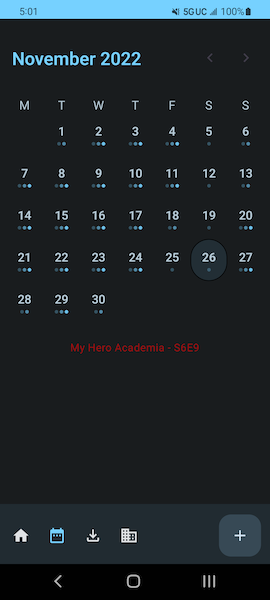 5:01
5GUC
100%
November 2022
M T W T F S S
1 2 3 4 5 6
7 8 9 10 11 12 13
14 15 16 17 18 19 20
21 22 23 24 25 26 27
28 29 30
My Hero Academia - S6E9